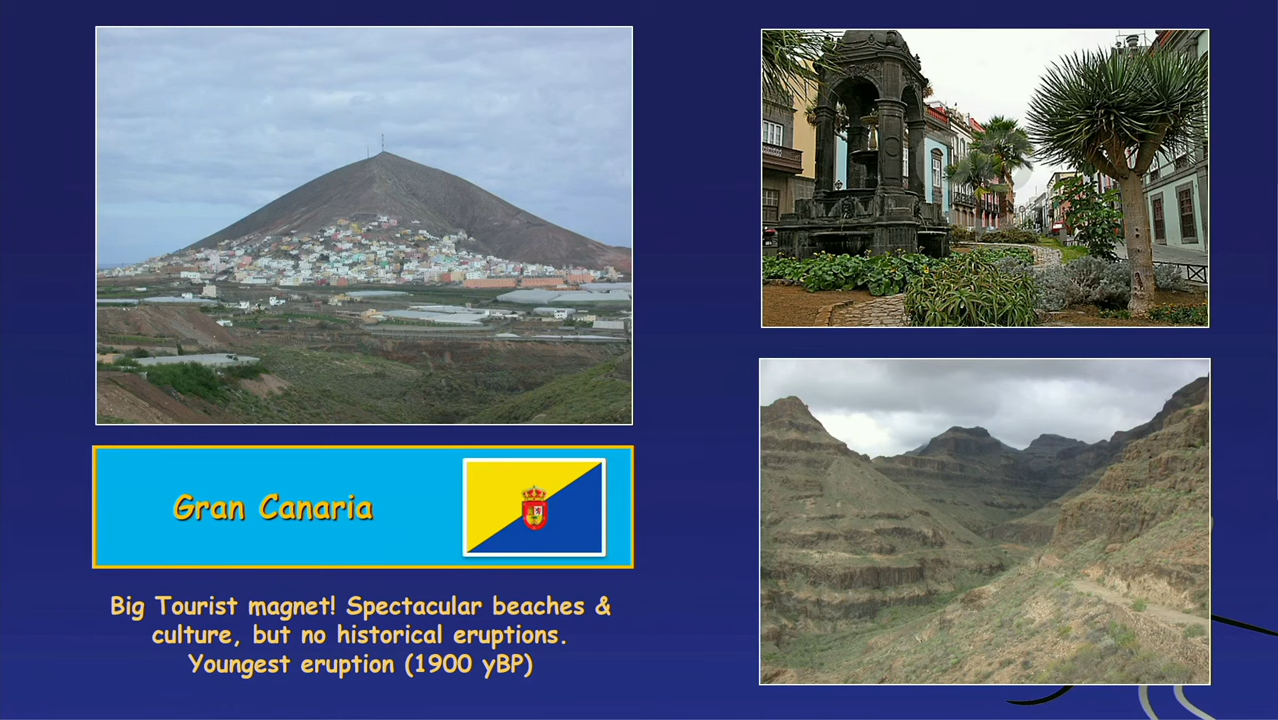 Gran Canaria
Big Tourist magnet! Spectacular beaches &
culture, but no historical eruptions.
Youngest eruption (1900 yBP)